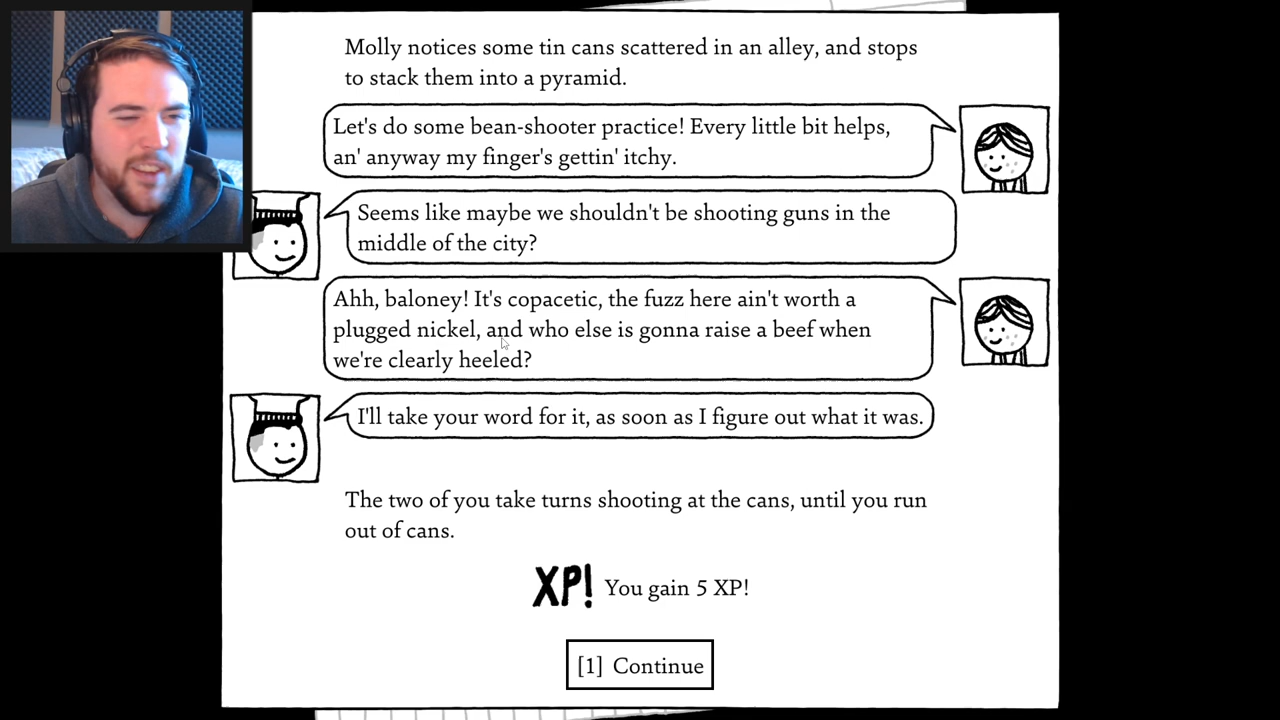 Molly notices some tin cans scattered in an alley, and stops
to stack them into a pyramid.
Let's do some bean-shooter practice! Every little bit helps,
an' anyway my finger's gettin' itchy.
Seems like maybe we shouldn't be shooting guns in the
middle of the city?
Ahh, baloney! It's copacetic, the fuzz here ain't worth a
plugged nickel, and who else is gonna raise a beef when
we're clearly heeled?
I'll take your word for it, as soon as I figure out what it was.
The two of you take turns shooting at the cans, until you run
out of cans.
XP! You gain 5 XP!
[1] Continue